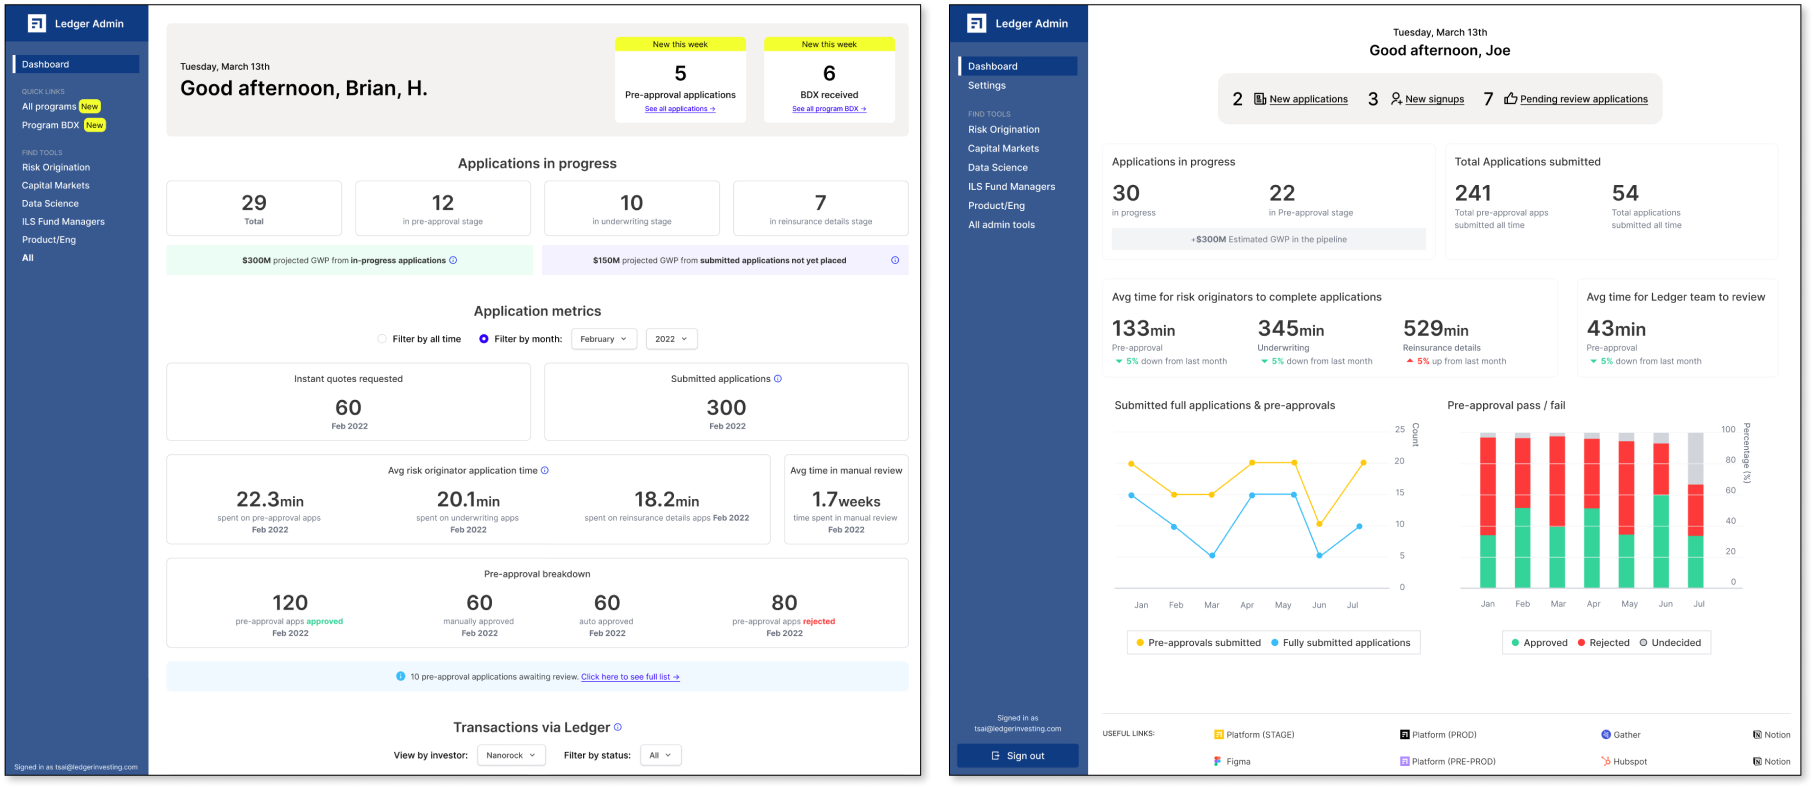 Ledger Admin
Dashboard
QUICK LINKS
All programs New
Program BDX New
FIND TOOLS
Risk Origination
Capital Markets
Data Science
ILS Fund Managers
Product/Eng
All
Signed in as tsai@ledgerinvesting.com
Tuesday, March 13th
Good afternoon, Brian, H.
New this week
5
Pre-approval applications
See all applications →
New this week
6
BDX received
See all program BDX →
Applications in progress
29
Total
12
in pre-approval stage
10
in underwriting stage
7
in reinsurance details stage
$300M projected GWP from in-progress applications
$150M projected GWP from submitted applications not yet placed
Application metrics
Filter by all time Filter by month: February 2022
Instant quotes requested
60
Feb 2022
Submitted applications
300
Feb 2022
Avg risk originator application time
22.3min
spent on pre-approval apps
Feb 2022
20.1min
spent on underwriting apps
Feb 2022
18.2min
spent on reinsurance details apps Feb 2022
Avg time in manual review
1.7weeks
time spent in manual review
Feb 2022
Pre-approval breakdown
120
pre-approval apps approved
Feb 2022
60
manually approved
Feb 2022
60
auto approved
Feb 2022
80
pre-approval apps rejected
Feb 2022
10 pre-approval applications awaiting review. Click here to see full list →
Transactions via Ledger
View by investor: Nanorock Filter by status: All
Ledger Admin
Dashboard
Settings
FIND TOOLS
Risk Origination
Capital Markets
Data Science
ILS Fund Managers
Product/Eng
All admin tools
Signed in as
tsai@ledgerinvesting.com
Sign out
Tuesday, March 13th
Good afternoon, Joe
2 New applications 3 New signups 7 Pending review applications
Applications in progress
30
in progress
22
in Pre-approval stage
+$300M Estimated GWP in the pipeline
Total Applications submitted
241
Total pre-approval apps
submitted all time
54
Total applications
submitted all time
Avg time for risk originators to complete applications
133min
Pre-approval
5% down from last month
345min
Underwriting
5% down from last month
529min
Reinsurance details
5% up from last month
Avg time for Ledger team to review
43min
Pre-approval
5% down from last month
Submitted full applications & pre-approvals
25
20
15
10
5
0
Count
Jan Feb Mar Apr May Jun Jul
Pre-approvals submitted Fully submitted applications
Pre-approval pass / fail
100
80
60
40
20
0
Percentage (%)
Jan Feb Mar Apr May Jun Jul
Approved Rejected Undecided
USEFUL LINKS: Platform (STAGE) Platform (PROD) Gather Notion
Figma Platform (PRE-PROD) Hubspot Notion